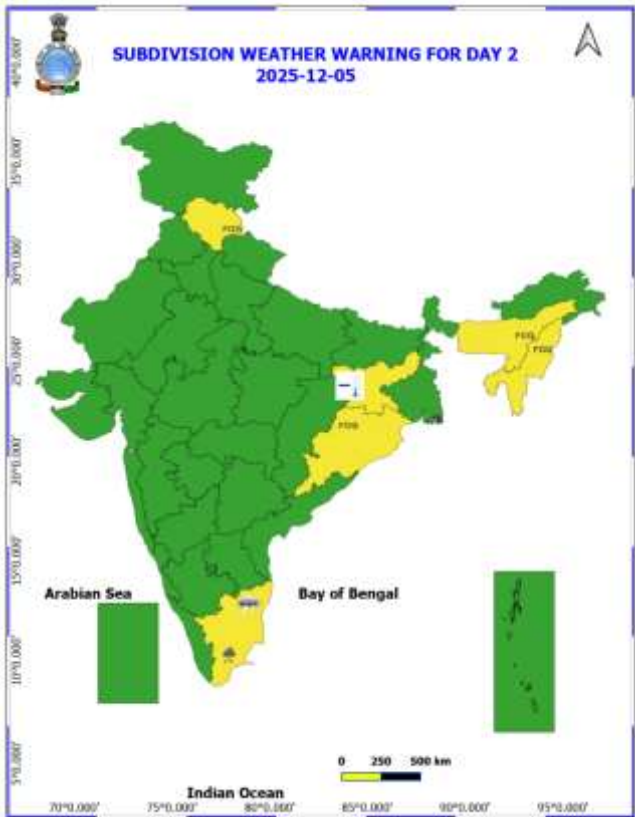 SUBDIVISION WEATHER WARNING FOR DAY 2
2025-12-05
40°0.000'
35°0.000'
FOG
30°0.000'
FOG
FOG
25°0.000'
FOG
20°0.000'
15°0.000'
Arabian Sea
Bay of Bengal
10°0.000'
0 250 500 km
5°0.000'
Indian Ocean
70°0.000' 75°0.000' 80°0.000' 85°0.000' 90°0.000' 95°0.000'